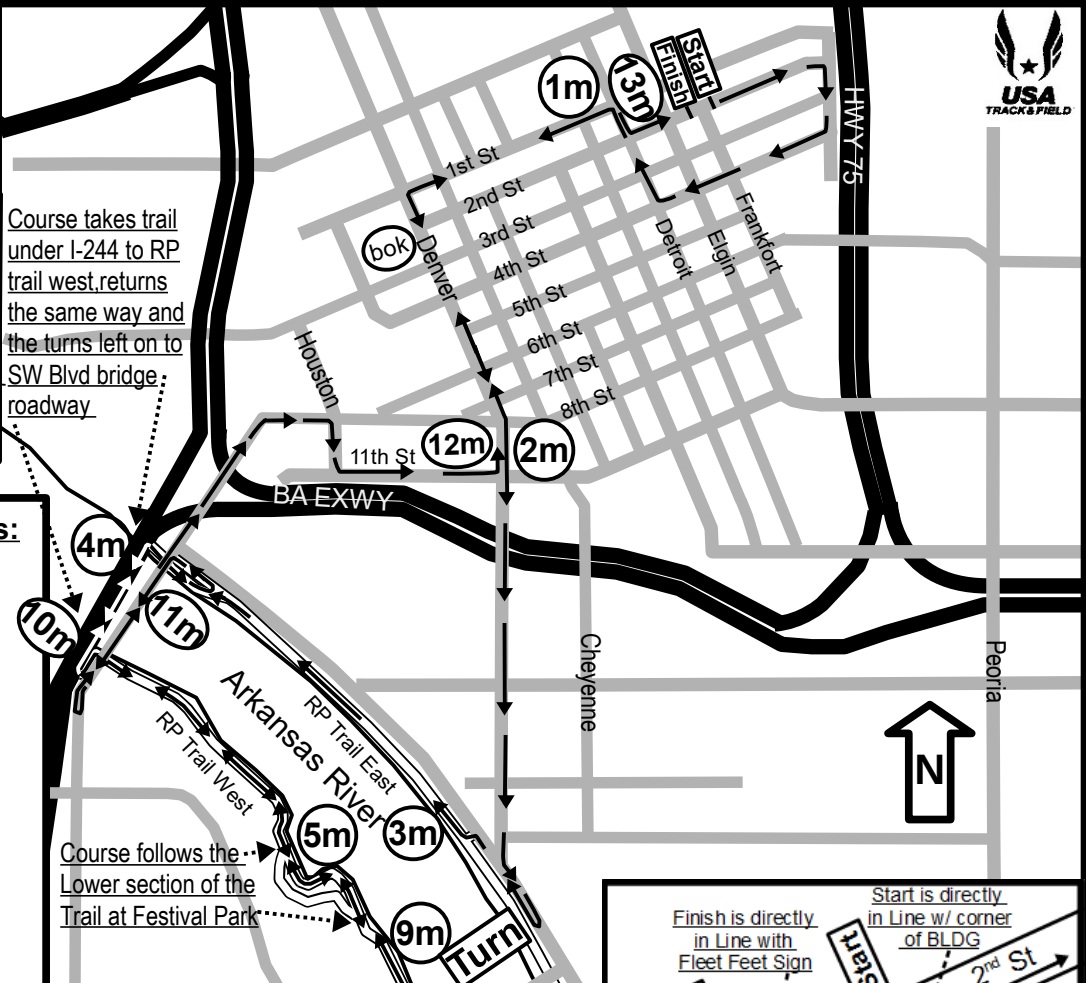 USA
TRACK&FIELD
Start
Finish
13m
1m
HWY 75
1st St
2nd St
3rd St
4th St
5th St
6th St
7th St
8th St
bok
Denver
Detroit
Elgin
Frankfort
Course takes trail
under I-244 to RP
trail west,returns
the same way and
the turns left on to
SW Blvd bridge
roadway
Houston
12m
2m
11th St
BA EXWY
s:
4m
10m
11m
Cheyenne
Peoria
Arkansas River
RP Trail East
RP Trail West
N
5m
3m
Course follows the
Lower section of the
Trail at Festival Park
9m
Turn
Finish is directly
in Line with
Fleet Feet Sign
Start is directly
in Line w/ corner
of BLDG
Start
2nd St